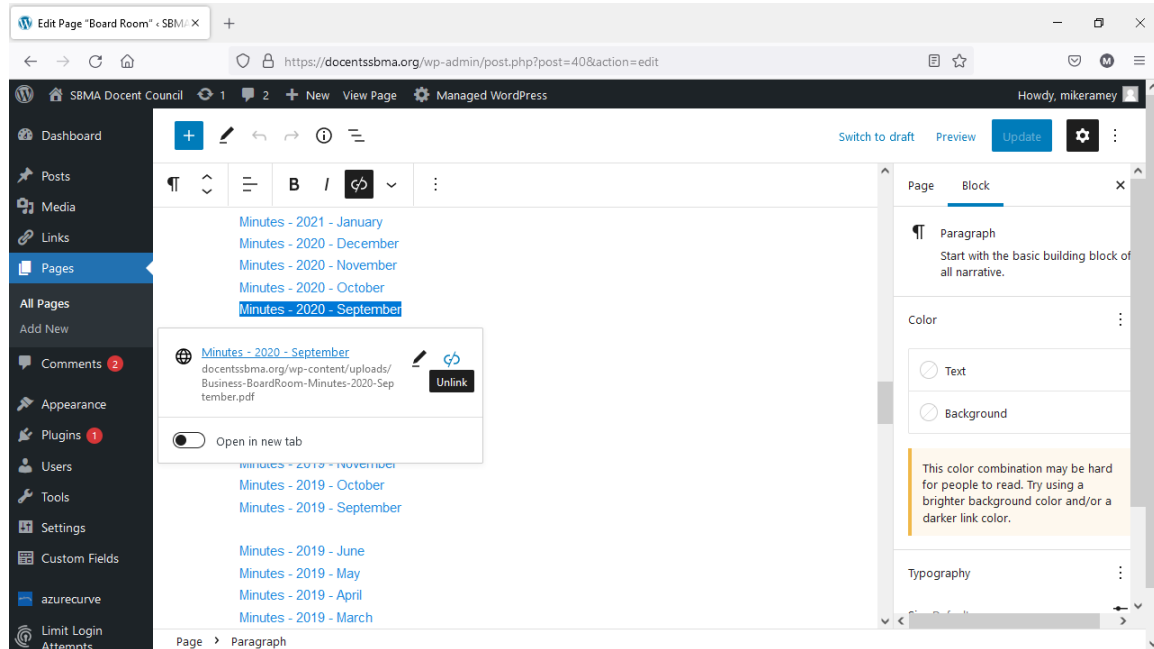 Edit Page “Board Room” ‹ SBMA
https://docentssbma.org/wp-admin/post.php?post=40&action=edit
M
SBMA Docent Council 1 2 New View Page Managed WordPress Howdy, mikeramey
Dashboard
Posts
Media
Links
Pages
All Pages
Add New
Comments 2
Appearance
Plugins 1
Users
Tools
Settings
Custom Fields
azurecurve
Limit Login
Attempts
Switch to draft Preview Update
B I
Minutes - 2021 - January
Minutes - 2020 - December
Minutes - 2020 - November
Minutes - 2020 - October
Minutes - 2020 - September
Minutes - 2020 - September
docentssbma.org/wp-content/uploads/
Business-BoardRoom-Minutes-2020-Sep
tember.pdf
Unlink
Open in new tab
Minutes - 2019 - November
Minutes - 2019 - October
Minutes - 2019 - September
Minutes - 2019 - June
Minutes - 2019 - May
Minutes - 2019 - April
Minutes - 2019 - March
Page Block
Paragraph
Start with the basic building block of
all narrative.
Color
Text
Background
This color combination may be hard
for people to read. Try using a
brighter background color and/or a
darker link color.
Typography
Page > Paragraph